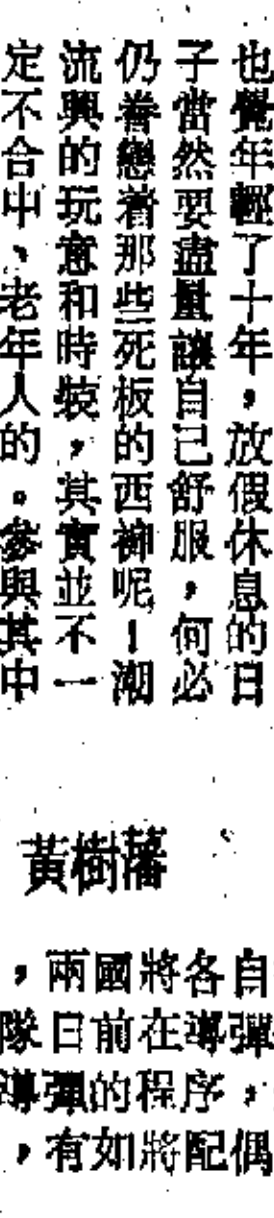 也覺年輕了十年，放假休息的日
子當然要盡量讓自己舒服，何必
仍眷戀着那些死板的西褲呢！潮
流興的玩意和時裝，其實並不一
定不合中、老年人的。參與其中
黃樹藩
，兩國將各自
隊日前在導彈
導彈的程序，
，有如將配偶